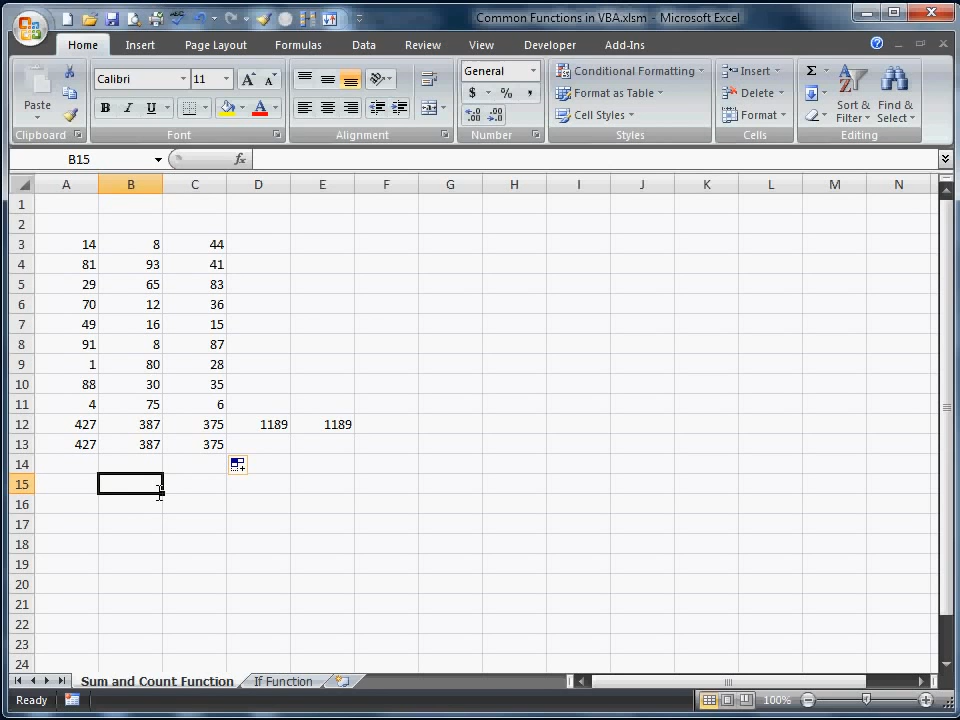 Common Functions in VBA.xlsm - Microsoft Excel
Home Insert Page Layout Formulas Data Review View Developer Add-Ins
Calibri 11 A A General Conditional Formatting Insert Σ
Paste B I U A $ % , Format as Table Delete Sort & Find &
.0 .00 .00 .0 Cell Styles Format Filter Select
Clipboard Font Alignment Number Styles Cells Editing
B15 fx
A B C D E F G H I J K L M N
1
2
3 14 8 44
4 81 93 41
5 29 65 83
6 70 12 36
7 49 16 15
8 91 8 87
9 1 80 28
10 88 30 35
11 4 75 6
12 427 387 375 1189 1189
13 427 387 375
14
15
16
17
18
19
20
21
22
23
24
Sum and Count Function If Function
Ready 100%